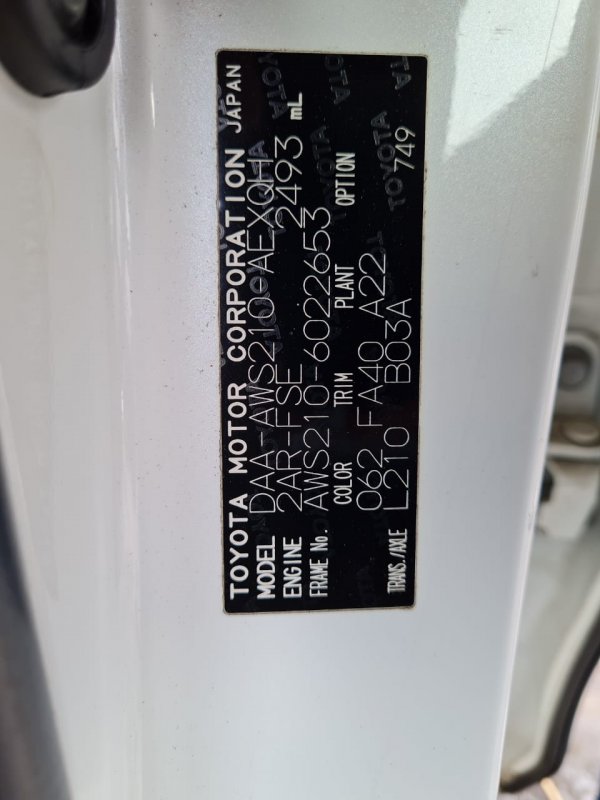 TOYOTA MOTOR CORPORATION JAPAN
MODEL DAA-AWS210-AEXQH
ENGINE 2AR-FSE 2493 mL
FRAME No. AWS210-6022653
COLOR TRIM PLANT OPTION
062 FA40 A22 749
TRANS./AXLE L210 B03A